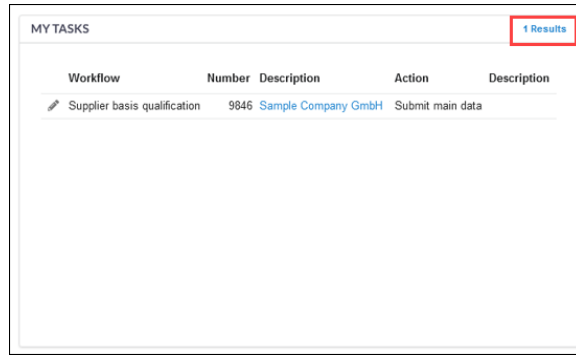 MY TASKS 1 Results
Workflow Number Description Action Description
Supplier basis qualification 9846 Sample Company GmbH Submit main data